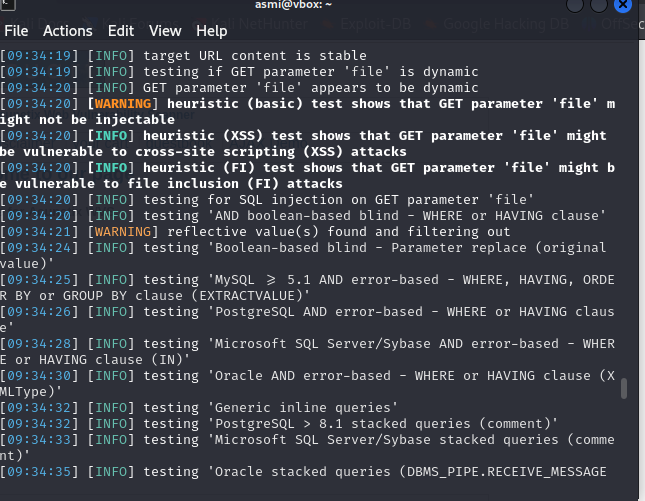 asmi@vbox: ~
File Actions Edit View Help
[09:34:19] [INFO] target URL content is stable
[09:34:19] [INFO] testing if GET parameter 'file' is dynamic
[09:34:20] [INFO] GET parameter 'file' appears to be dynamic
[09:34:20] [WARNING] heuristic (basic) test shows that GET parameter 'file' m
ight not be injectable
[09:34:20] [INFO] heuristic (XSS) test shows that GET parameter 'file' might
be vulnerable to cross-site scripting (XSS) attacks
[09:34:20] [INFO] heuristic (FI) test shows that GET parameter 'file' might b
e vulnerable to file inclusion (FI) attacks
[09:34:20] [INFO] testing for SQL injection on GET parameter 'file'
[09:34:20] [INFO] testing 'AND boolean-based blind - WHERE or HAVING clause'
[09:34:21] [WARNING] reflective value(s) found and filtering out
[09:34:24] [INFO] testing 'Boolean-based blind - Parameter replace (original
value)'
[09:34:25] [INFO] testing 'MySQL ≥ 5.1 AND error-based - WHERE, HAVING, ORDE
R BY or GROUP BY clause (EXTRACTVALUE)'
[09:34:26] [INFO] testing 'PostgreSQL AND error-based - WHERE or HAVING claus
e'
[09:34:28] [INFO] testing 'Microsoft SQL Server/Sybase AND error-based - WHER
E or HAVING clause (IN)'
[09:34:30] [INFO] testing 'Oracle AND error-based - WHERE or HAVING clause (X
MLType)'
[09:34:32] [INFO] testing 'Generic inline queries'
[09:34:32] [INFO] testing 'PostgreSQL > 8.1 stacked queries (comment)'
[09:34:33] [INFO] testing 'Microsoft SQL Server/Sybase stacked queries (comme
nt)'
[09:34:35] [INFO] testing 'Oracle stacked queries (DBMS_PIPE.RECEIVE_MESSAGE